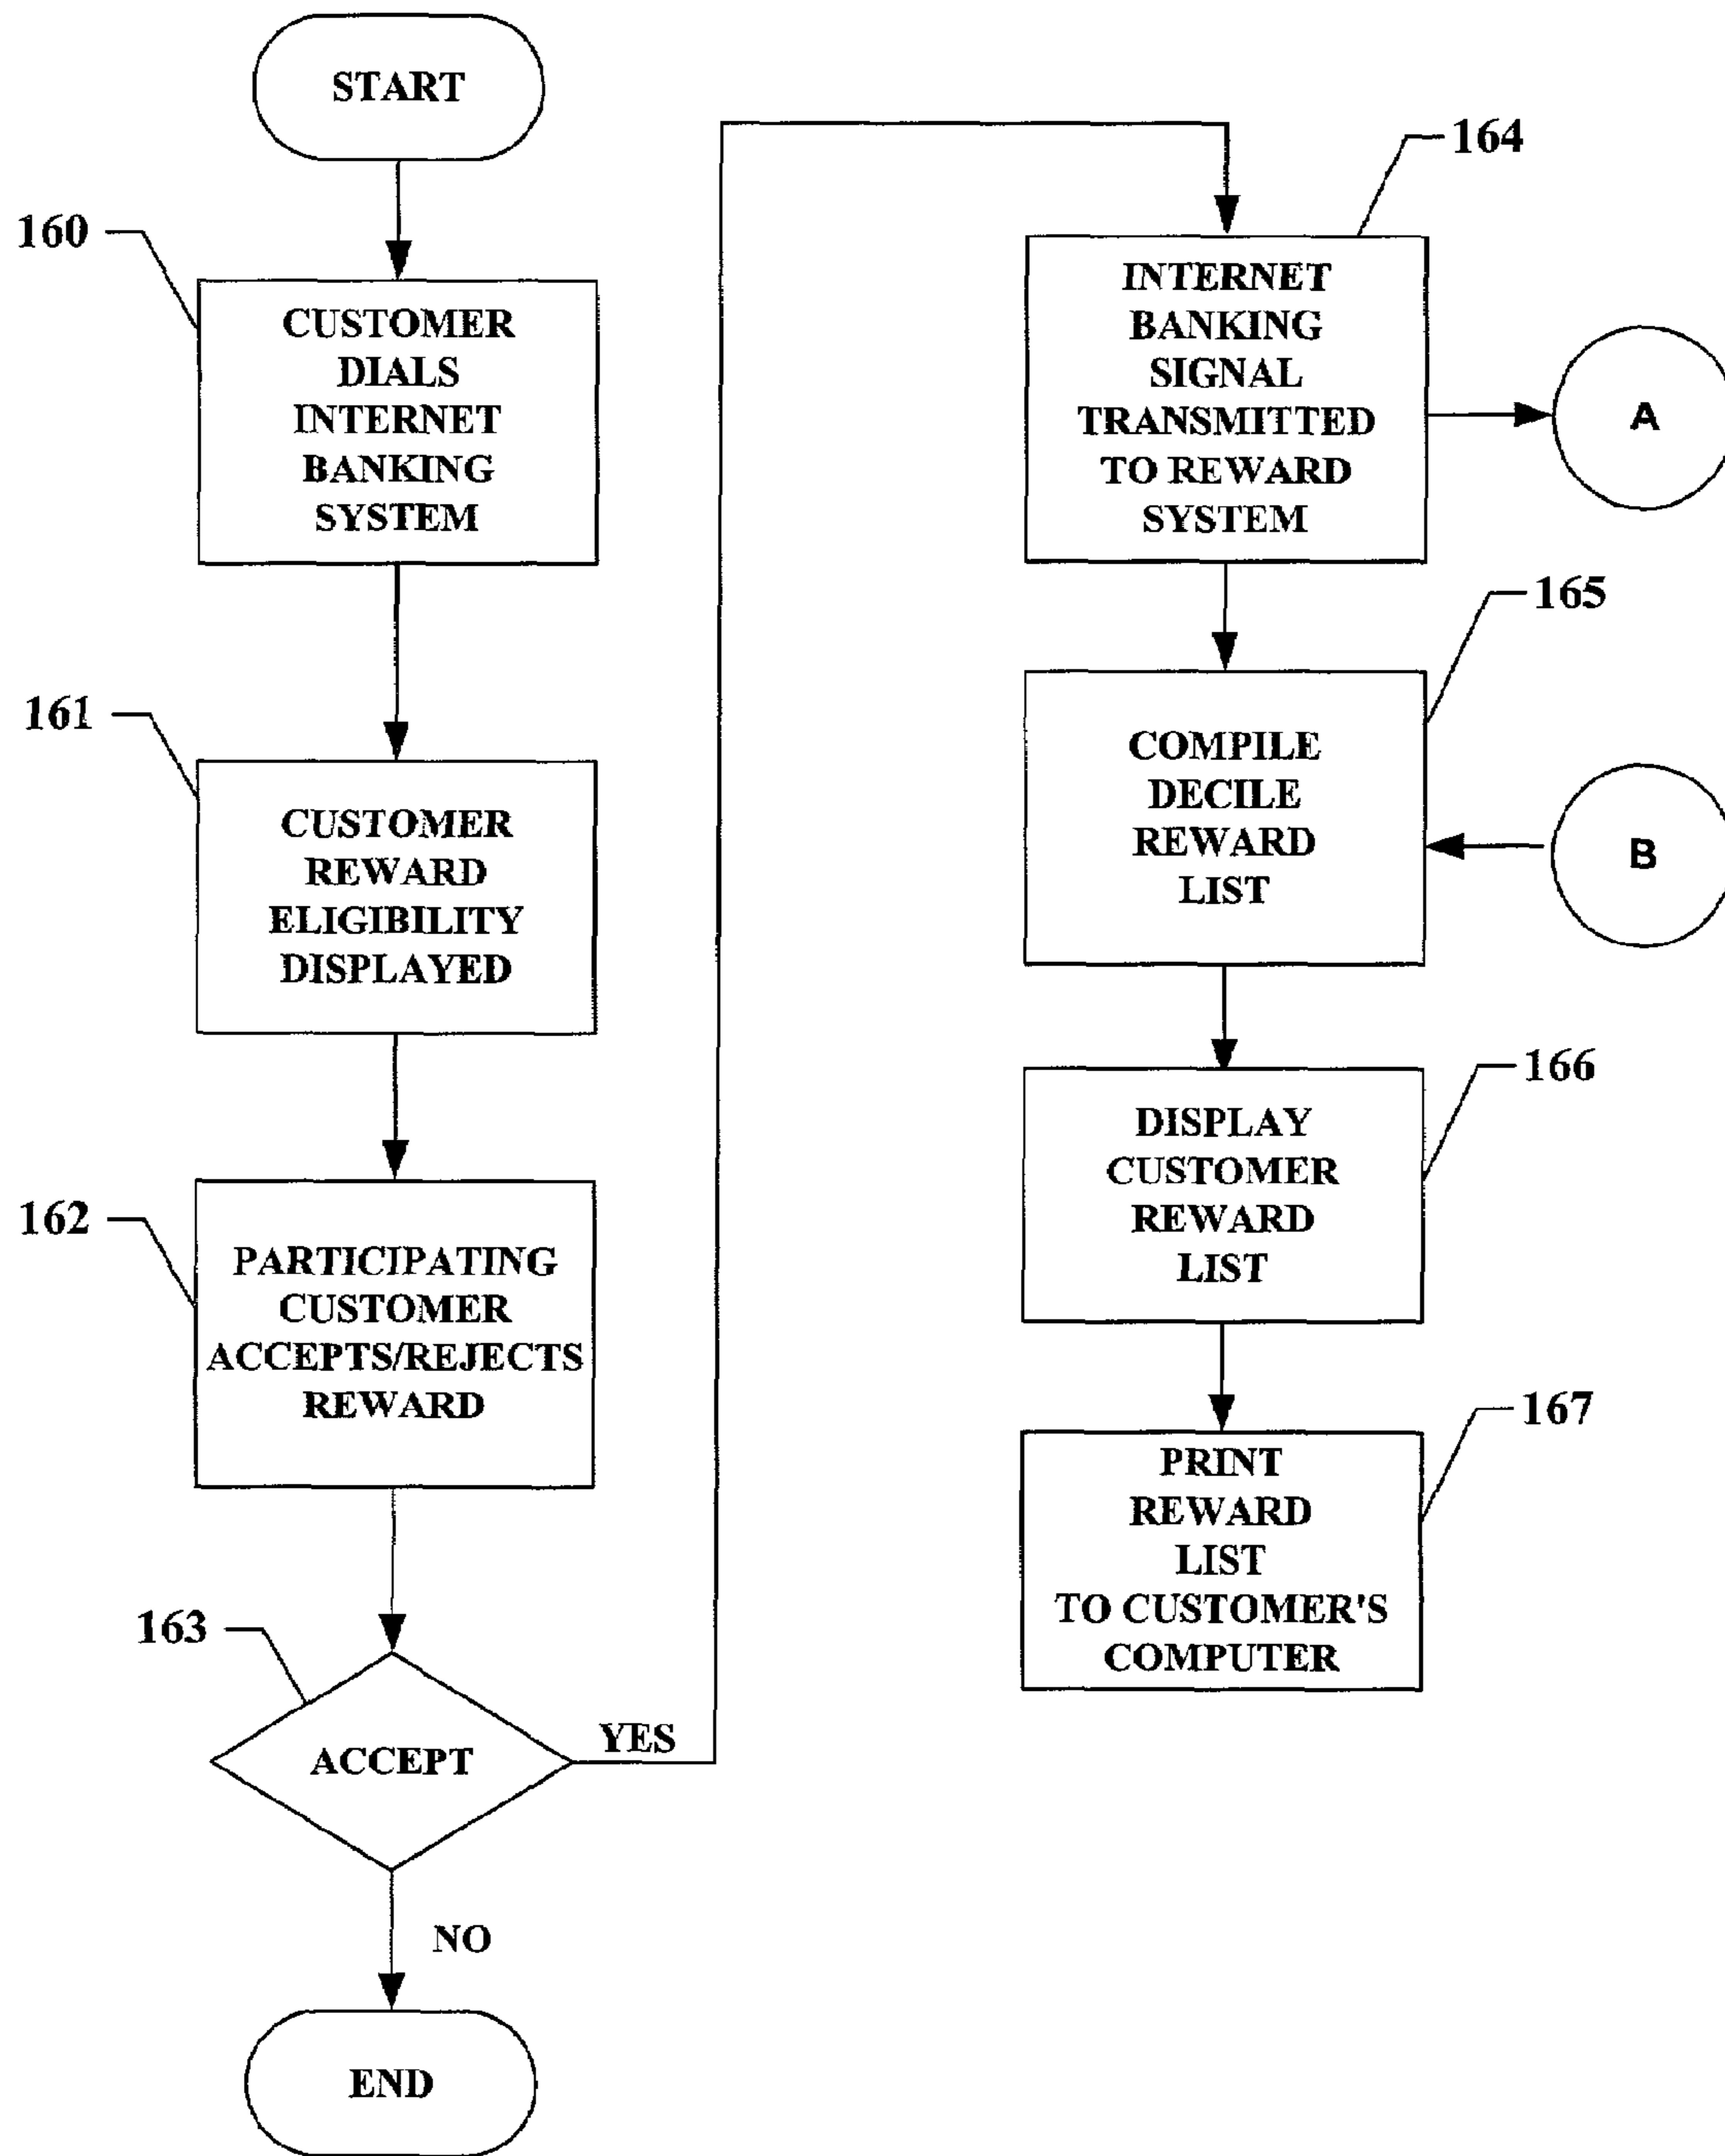 START
160
CUSTOMER
DIALS
INTERNET
BANKING
SYSTEM
161
CUSTOMER
REWARD
ELIGIBILITY
DISPLAYED
162
PARTICIPATING
CUSTOMER
ACCEPTS/REJECTS
REWARD
163
ACCEPT
YES
NO
END
164
INTERNET
BANKING
SIGNAL
TRANSMITTED
TO REWARD
SYSTEM
A
165
COMPILE
DECILE
REWARD
LIST
B
166
DISPLAY
CUSTOMER
REWARD
LIST
167
PRINT
REWARD
LIST
TO CUSTOMER'S
COMPUTER